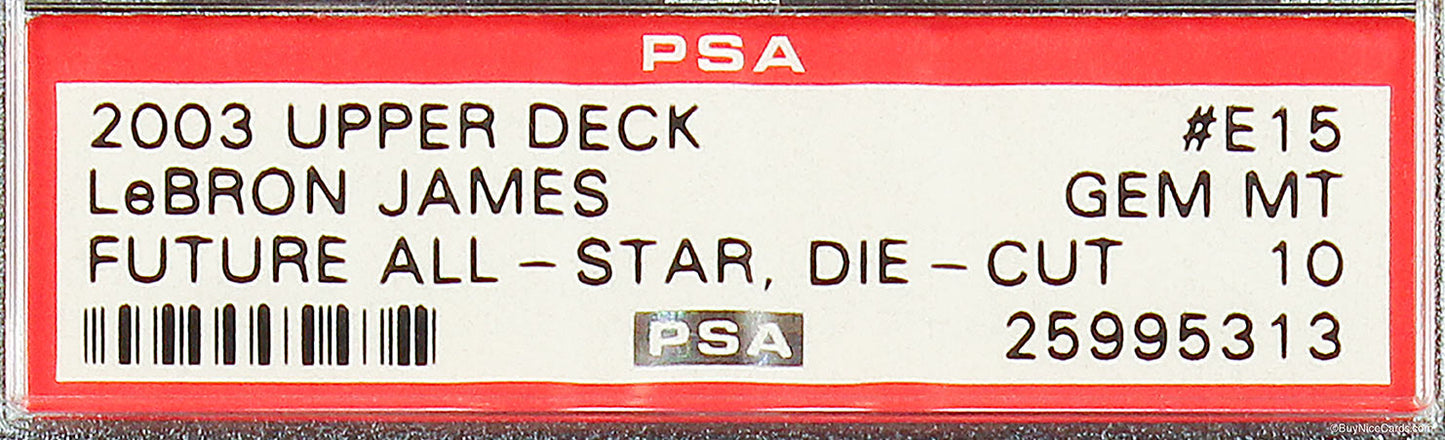 PSA
2003 UPPER DECK #E15
LeBRON JAMES GEM MT
FUTURE ALL-STAR, DIE-CUT 10
PSA 25995313
©BuyNiceCards.com